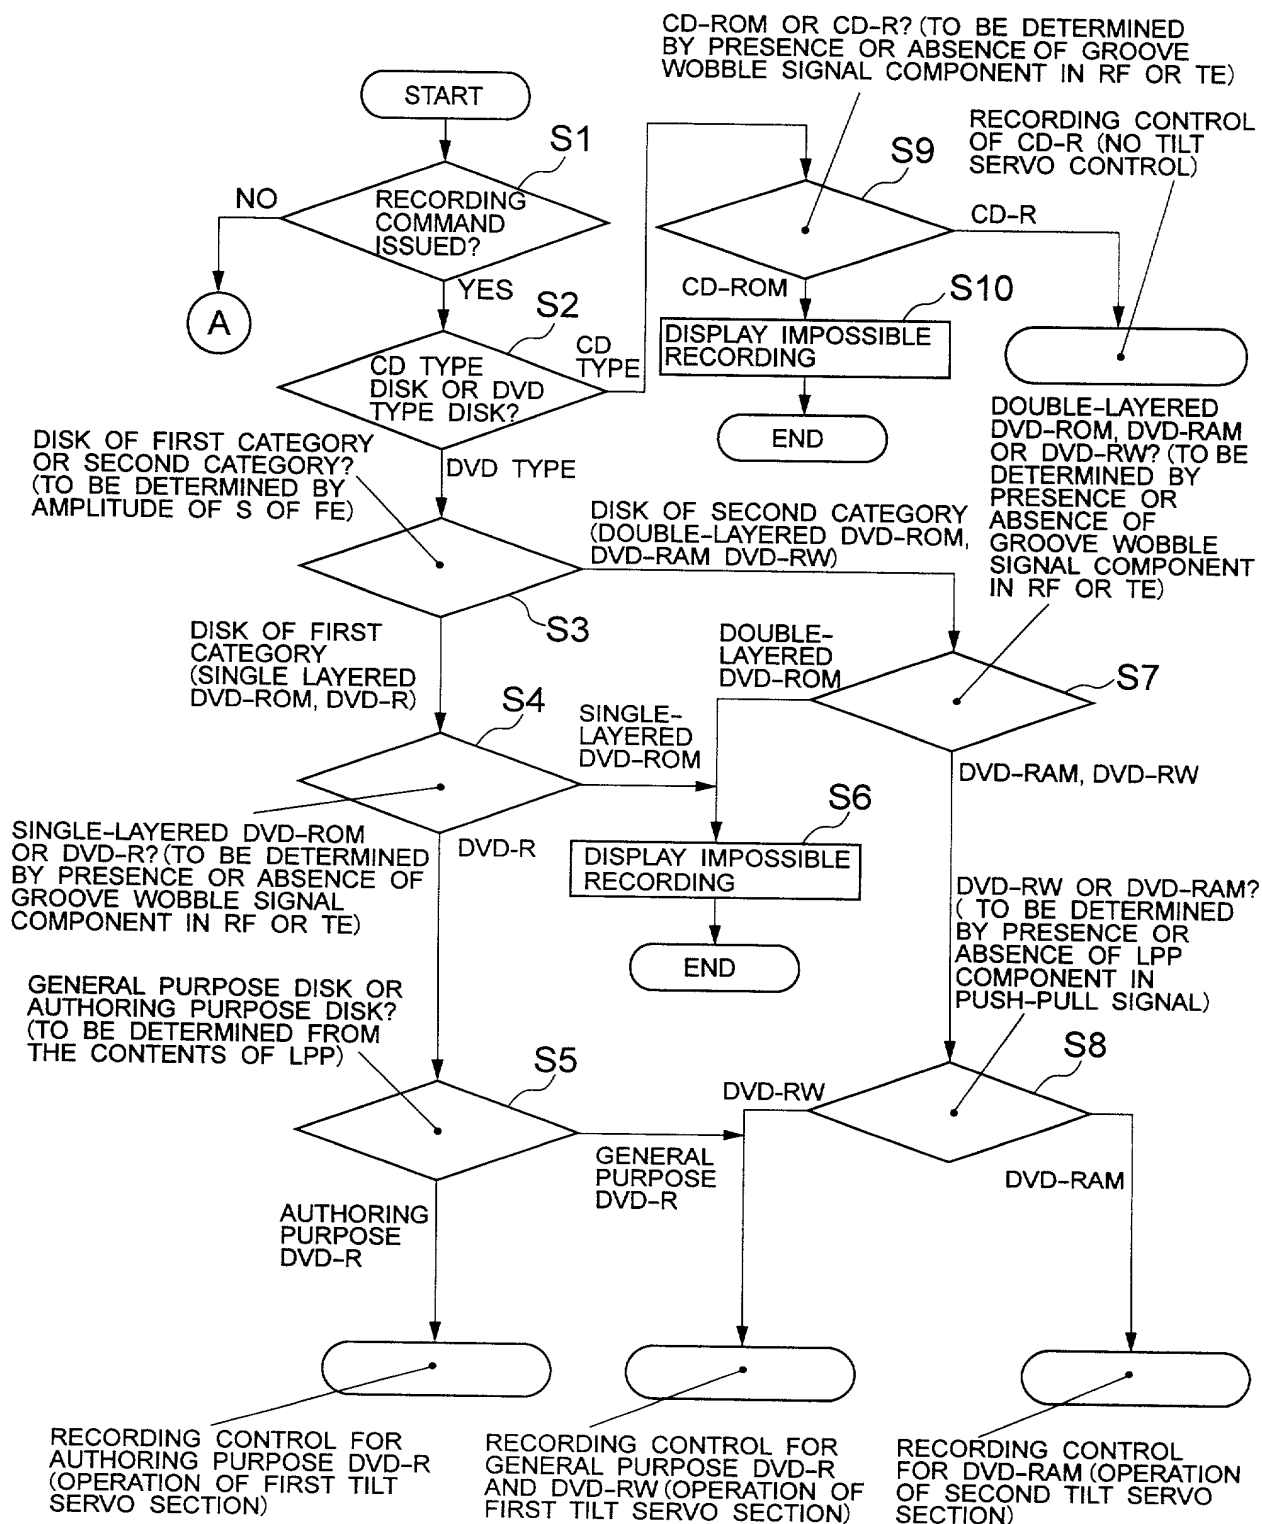 CD-ROM OR CD-R? (TO BE DETERMINED
BY PRESENCE OR ABSENCE OF GROOVE
WOBBLE SIGNAL COMPONENT IN RF OR TE)
START
RECORDING CONTROL
OF CD-R (NO TILT
SERVO CONTROL)
S1
S9
NO
RECORDING
COMMAND
ISSUED?
CD-R
YES
A
CD-ROM
S10
S2
CD
TYPE
DISPLAY IMPOSSIBLE
RECORDING
CD TYPE
DISK OR DVD
TYPE DISK?
END
DOUBLE-LAYERED
DVD-ROM, DVD-RAM
OR DVD-RW? (TO BE
DETERMINED BY
PRESENCE OR
ABSENCE OF
GROOVE WOBBLE
SIGNAL COMPONENT
IN RF OR TE)
DISK OF FIRST CATEGORY
OR SECOND CATEGORY?
(TO BE DETERMINED BY
AMPLITUDE OF S OF FE)
DVD TYPE
DISK OF SECOND CATEGORY
(DOUBLE-LAYERED DVD-ROM,
DVD-RAM DVD-RW)
S3
DISK OF FIRST
CATEGORY
(SINGLE LAYERED
DVD-ROM, DVD-R)
DOUBLE-
LAYERED
DVD-ROM
S7
S4
SINGLE-
LAYERED
DVD-ROM
DVD-RAM, DVD-RW
S6
SINGLE-LAYERED DVD-ROM
OR DVD-R? (TO BE DETERMINED
BY PRESENCE OR ABSENCE OF
GROOVE WOBBLE SIGNAL
COMPONENT IN RF OR TE)
DVD-R
DISPLAY IMPOSSIBLE
RECORDING
END
DVD-RW OR DVD-RAM?
( TO BE DETERMINED
BY PRESENCE OR
ABSENCE OF LPP
COMPONENT IN
PUSH-PULL SIGNAL)
GENERAL PURPOSE DISK OR
AUTHORING PURPOSE DISK?
(TO BE DETERMINED FROM
THE CONTENTS OF LPP)
S5
S8
DVD-RW
GENERAL
PURPOSE
DVD-R
DVD-RAM
AUTHORING
PURPOSE
DVD-R
RECORDING CONTROL FOR
AUTHORING PURPOSE DVD-R
(OPERATION OF FIRST TILT
SERVO SECTION)
RECORDING CONTROL FOR
GENERAL PURPOSE DVD-R
AND DVD-RW (OPERATION OF
FIRST TILT SERVO SECTION)
RECORDING CONTROL
FOR DVD-RAM (OPERATION
OF SECOND TILT SERVO
SECTION)